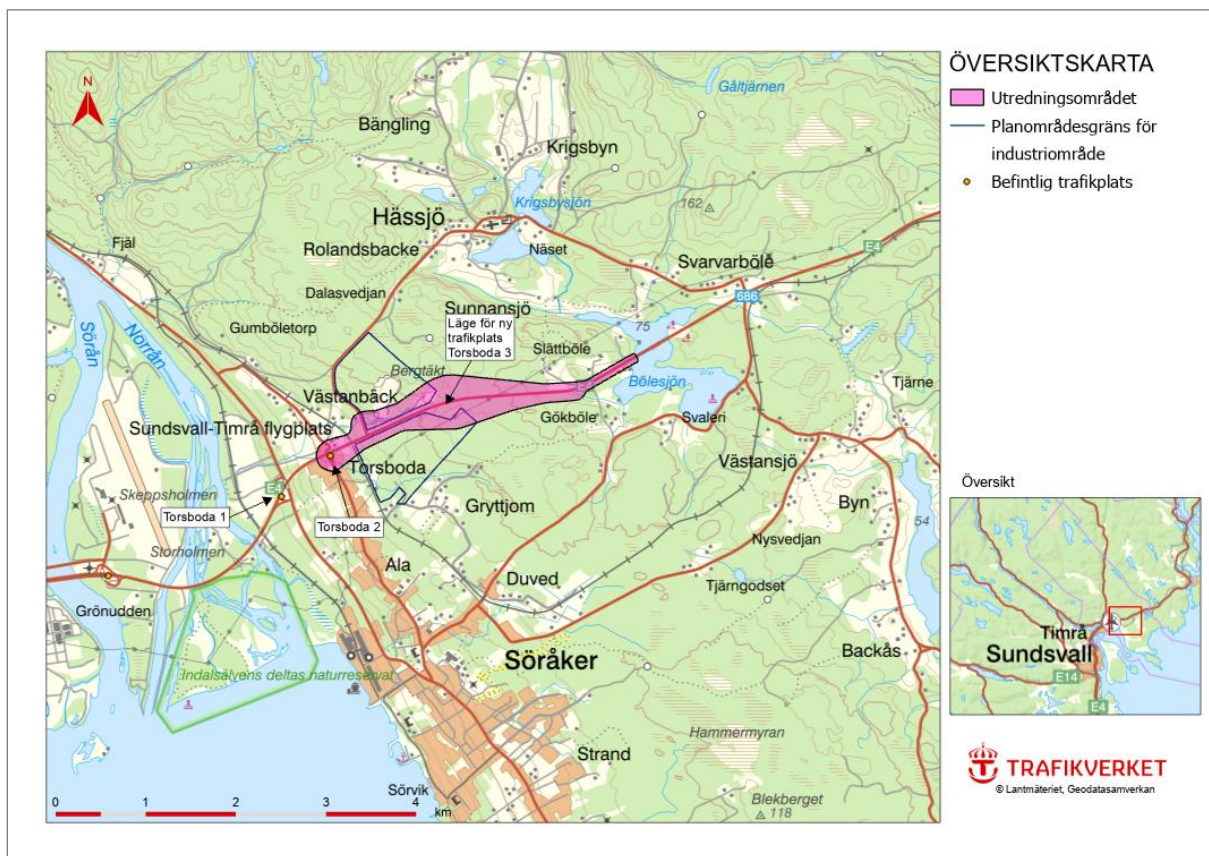 ÖVERSIKTSKARTA
Utredningsområdet
Planområdesgräns för
industriområde
Befintlig trafikplats
N
Gåltjärnen
Bängling
Krigsbyn
Krigsbysjön
162
Hässjö
Fjäl
Rolandsbacke
Näset
E4
Svarvarböle
Dalasvedjan
686
Sörån
Norrån
Gumböletorp
Sunnansjö
75
Läge för ny
trafikplats
Torsboda 3
Slättböle
Bergtäkt
Bölesjön
Tjärne
Västanbäck
Gökböle
Svaleri
Sundsvall-Timrå flygplats
Torsboda
Västansjö
Skeppsholmen
E4
Gryttjom
Byn
Torsboda 1
Torsboda 2
54
Storholmen
Nysvedjan
Ala
Duved
Tjärngodset
Grönudden
Söråker
Backås
Indalsälvens deltas naturreservat
Hammermyran
Strand
Sörvik
Blekberget
118
0 1 2 3 4
km
Översikt
Timrå
Sundsvall
E14
E4
TRAFIKVERKET
© Lantmäteriet, Geodatasamverkan